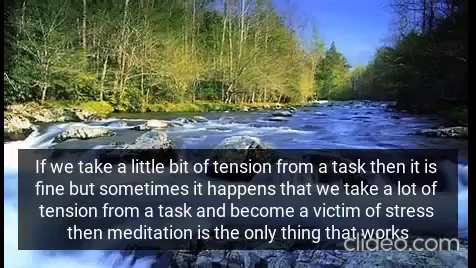 If we take a little bit of tension from a task then it is
fine but sometimes it happens that we take a lot of
tension from a task and become a victim of stress
then meditation is the only thing that works
clideo.com